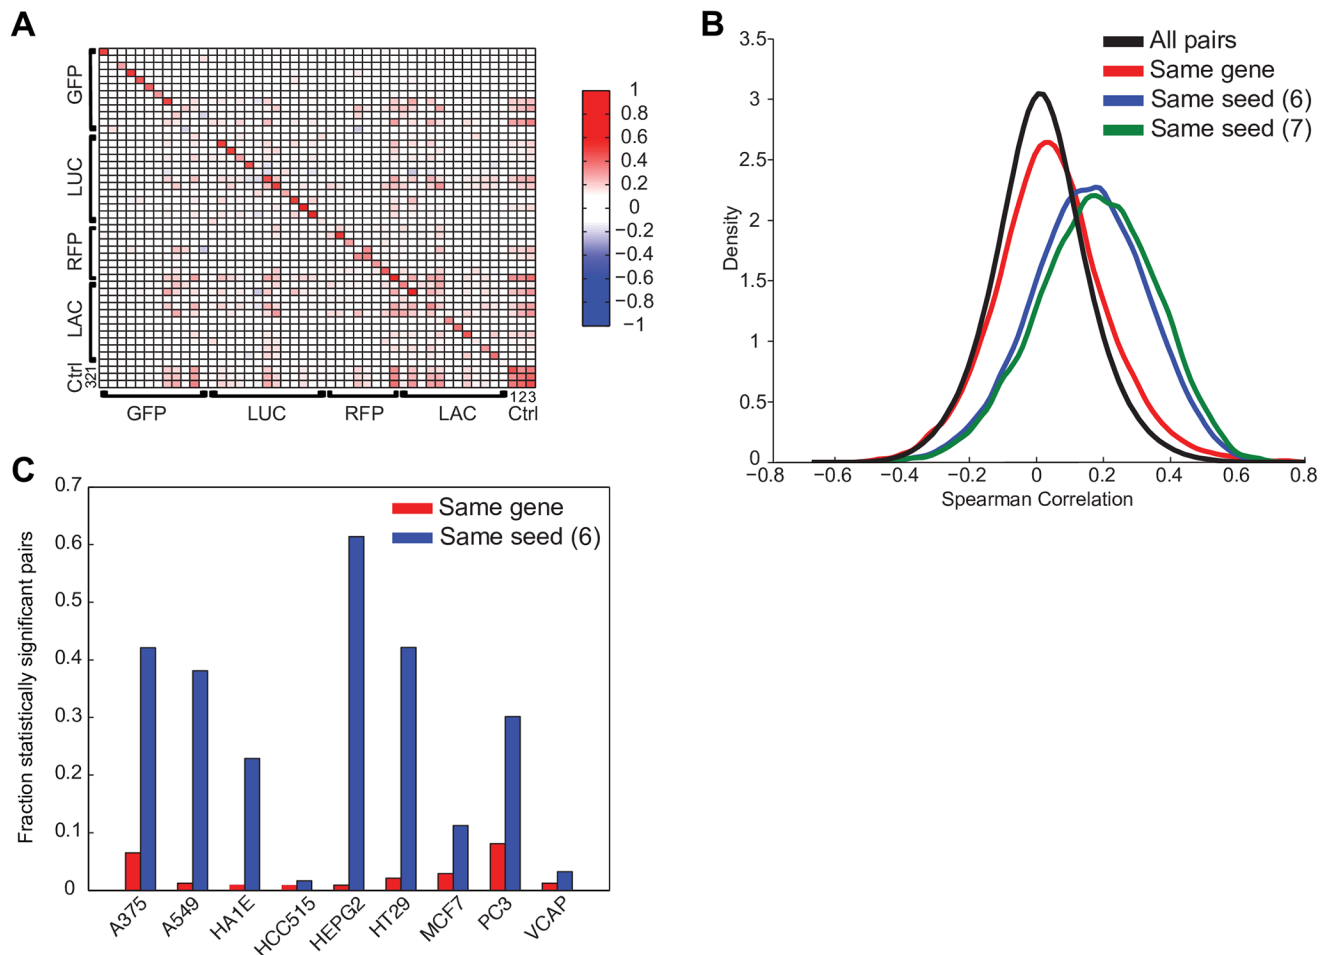 A
GFP
LUC
RFP
LAC
Ctrl
321
GFP LUC RFP LAC Ctrl
123
1
0.8
0.6
0.4
0.2
0
−0.2
−0.4
−0.6
−0.8
−1
B
All pairs
Same gene
Same seed (6)
Same seed (7)
3.5
3
2.5
2
1.5
1
0.5
0
Density
−0.8 −0.6 −0.4 −0.2 0 0.2 0.4 0.6 0.8
Spearman Correlation
C
Same gene
Same seed (6)
0.7
0.6
0.5
0.4
0.3
0.2
0.1
0
Fraction statistically significant pairs
A375 A549 HA1E HCC515 HEPG2 HT29 MCF7 PC3 VCAP